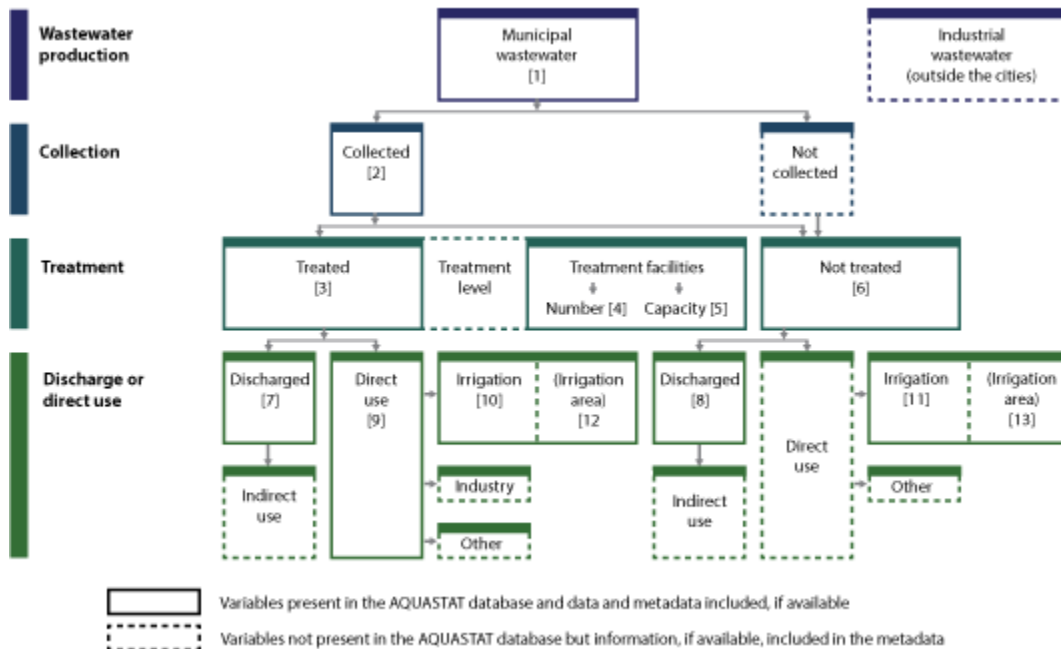 Wastewater
production
Municipal
wastewater
[1]
Industrial
wastewater
(outside the cities)
Collection
Collected
[2]
Not
collected
Treatment
Treated
[3]
Treatment
level
Treatment facilities
Number [4]
Capacity [5]
Not treated
[6]
Discharge or
direct use
Discharged
[7]
Direct
use
[9]
Irrigation
[10]
(Irrigation
area)
[12
Discharged
[8]
Direct
use
Irrigation
[11]
(Irrigation
area)
[13]
Indirect
use
Industry
Other
Indirect
use
Other
Variables present in the AQUASTAT database and data and metadata included, if available
Variables not present in the AQUASTAT database but information, if available, included in the metadata